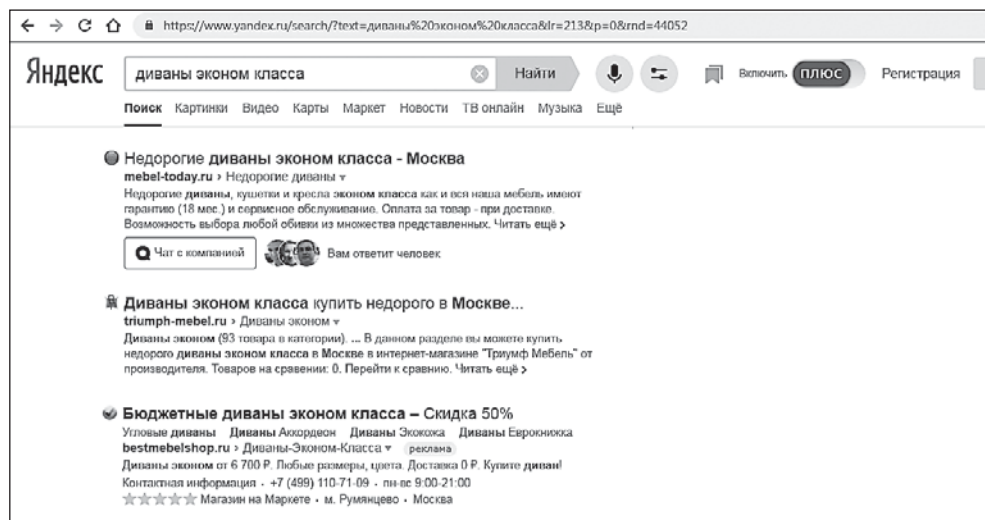 https://www.yandex.ru/search/?text=диваны%20эконом%20класса&lr=213&p=0&rnd=44052
Яндекс диваны эконом класса Найти Включить ПЛЮС Регистрация
Поиск Картинки Видео Карты Маркет Новости ТВ онлайн Музыка Ещё
Недорогие диваны эконом класса - Москва
mebel-today.ru › Недорогие диваны
Недорогие диваны, кушетки и кресла эконом класса как и вся наша мебель имеют
гарантию (18 мес.) и сервисное обслуживание. Оплата за товар - при доставке.
Возможность выбора любой обивки из множества представленных. Читать ещё ›
Чат с компанией Вам ответит человек
Диваны эконом класса купить недорого в Москве...
triumph-mebel.ru › Диваны эконом
Диваны эконом (93 товара в категории). ... В данном разделе вы можете купить
недорого диваны эконом класса в Москве в интернет-магазине "Триумф Мебель" от
производителя. Товаров на сравении: 0. Перейти к сравнию. Читать ещё ›
Бюджетные диваны эконом класса – Скидка 50%
Угловые диваны Диваны Аккордеон Диваны Экокожа Диваны Еврокнижка
bestmebelshop.ru › Диваны-Эконом-Класса реклама
Диваны эконом от 6 700 ₽. Любые размеры, цвета. Доставка 0 ₽. Купите диван!
Контактная информация · +7 (499) 110-71-09 · пн-вс 9:00-21:00
Магазин на Маркете · м. Румянцево · Москва